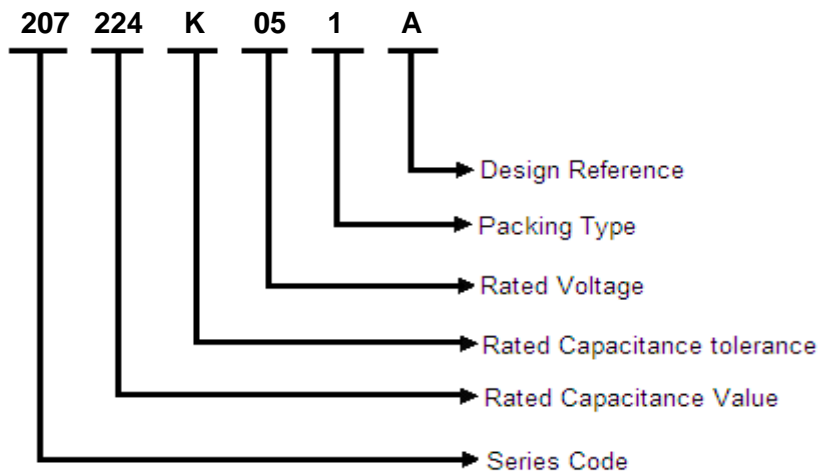 207 224 K 05 1 A
Design Reference
Packing Type
Rated Voltage
Rated Capacitance tolerance
Rated Capacitance Value
Series Code